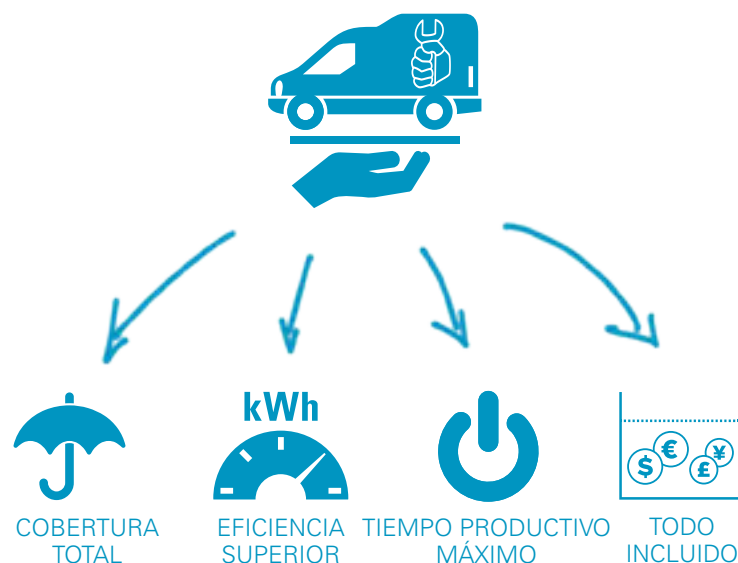 kWh
$ € £ ¥
COBERTURA
TOTAL
EFICIENCIA
SUPERIOR
TIEMPO PRODUCTIVO
MÁXIMO
TODO
INCLUIDO